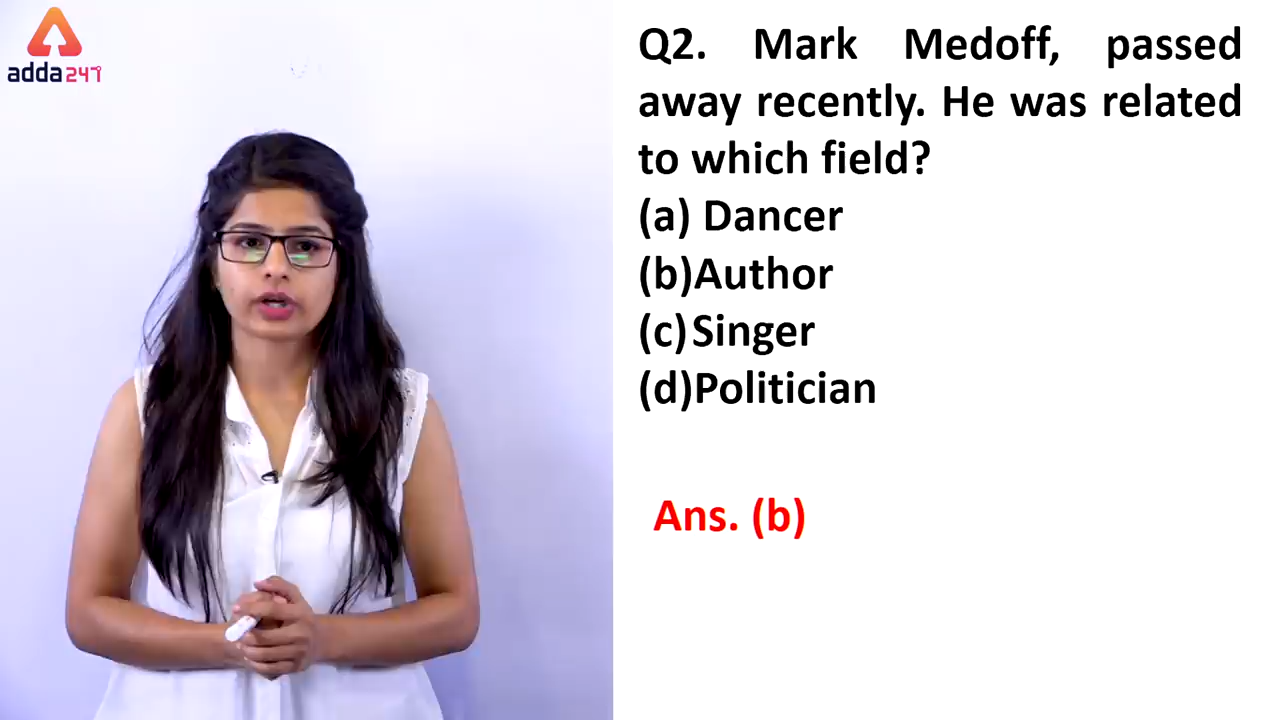 adda247
Q2. Mark Medoff, passed
away recently. He was related
to which field?
(a) Dancer
(b)Author
(c)Singer
(d)Politician
Ans. (b)